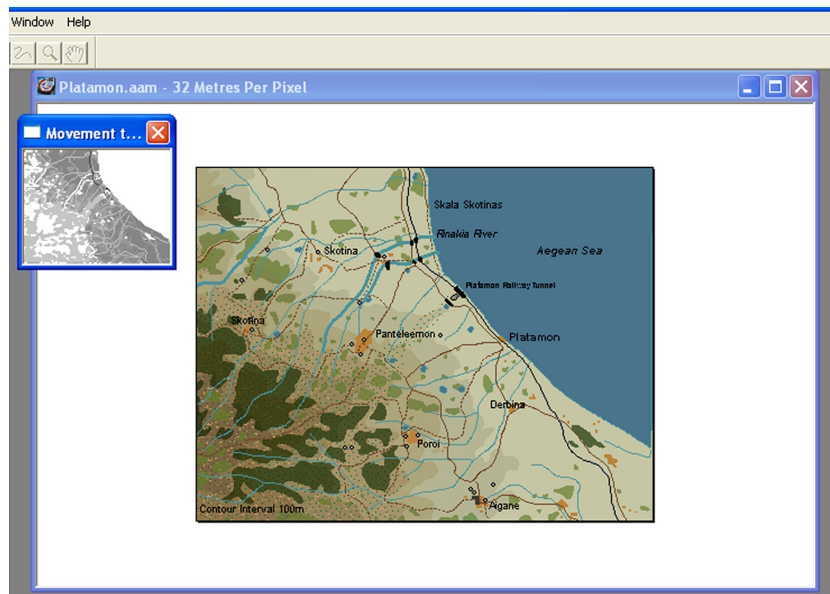 Window Help
Platamon.aam - 32 Metres Per Pixel
Movement t...
Skala Skotinas
Rinakia River
Skotina
Aegean Sea
Platamon Railway Tunnel
Skotina
Panteleemon
Platamon
Derbina
Poroi
Contour Interval 100m
Aigane